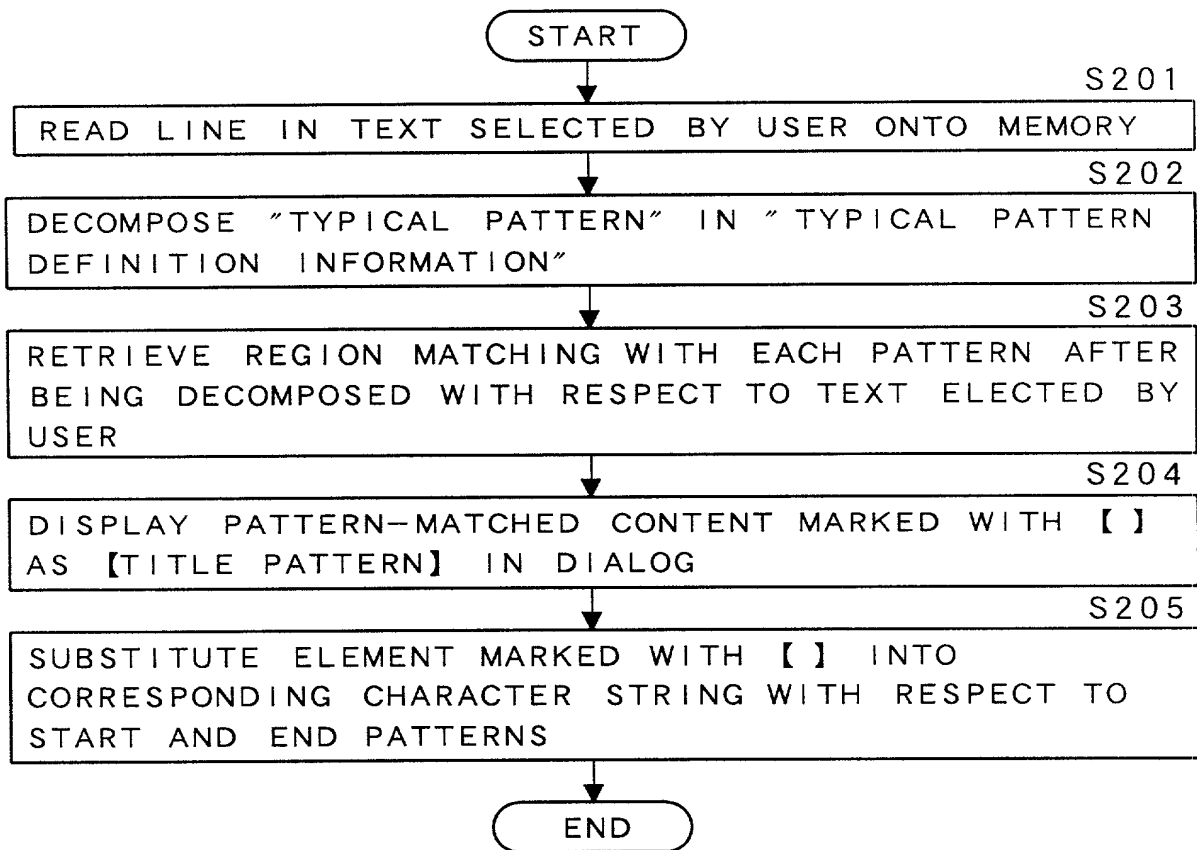 START
S201
READ LINE IN TEXT SELECTED BY USER ONTO MEMORY
S202
DECOMPOSE "TYPICAL PATTERN" IN "TYPICAL PATTERN
DEFINITION INFORMATION"
S203
RETRIEVE REGION MATCHING WITH EACH PATTERN AFTER
BEING DECOMPOSED WITH RESPECT TO TEXT ELECTED BY
USER
S204
DISPLAY PATTERN-MATCHED CONTENT MARKED WITH 【 】
AS 【TITLE PATTERN】 IN DIALOG
S205
SUBSTITUTE ELEMENT MARKED WITH 【 】 INTO
CORRESPONDING CHARACTER STRING WITH RESPECT TO
START AND END PATTERNS
END